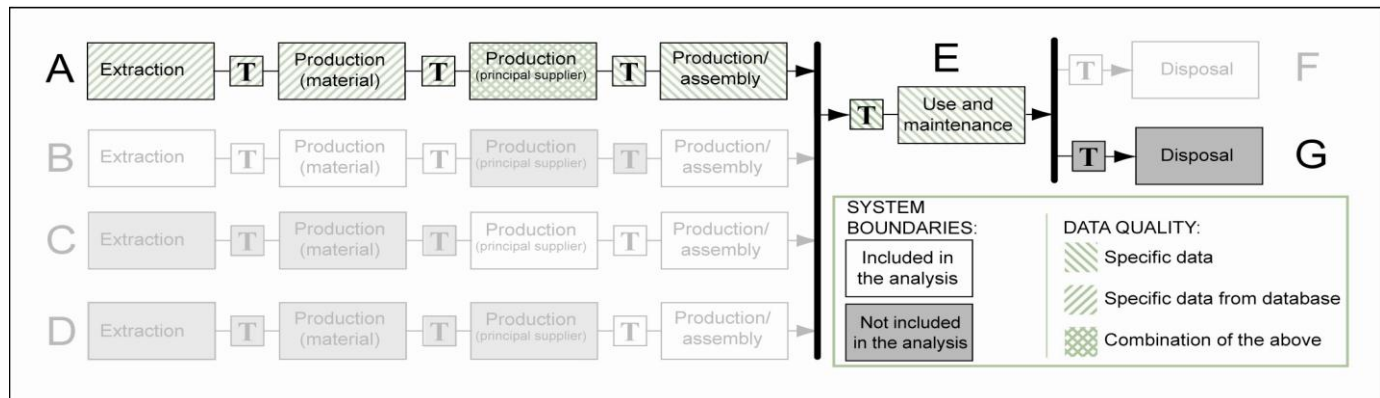 A
Extraction
T
Production
(material)
T
Production
(principal supplier)
T
Production/
assembly
B
Extraction
T
Production
(material)
T
Production
(principal supplier)
T
Production/
assembly
C
Extraction
T
Production
(material)
T
Production
(principal supplier)
T
Production/
assembly
D
Extraction
T
Production
(material)
T
Production
(principal supplier)
T
Production/
assembly
E
T
Use and
maintenance
T
Disposal
F
T
Disposal
G
SYSTEM
BOUNDARIES:
Included in
the analysis
Not included
in the analysis
DATA QUALITY:
Specific data
Specific data from database
Combination of the above